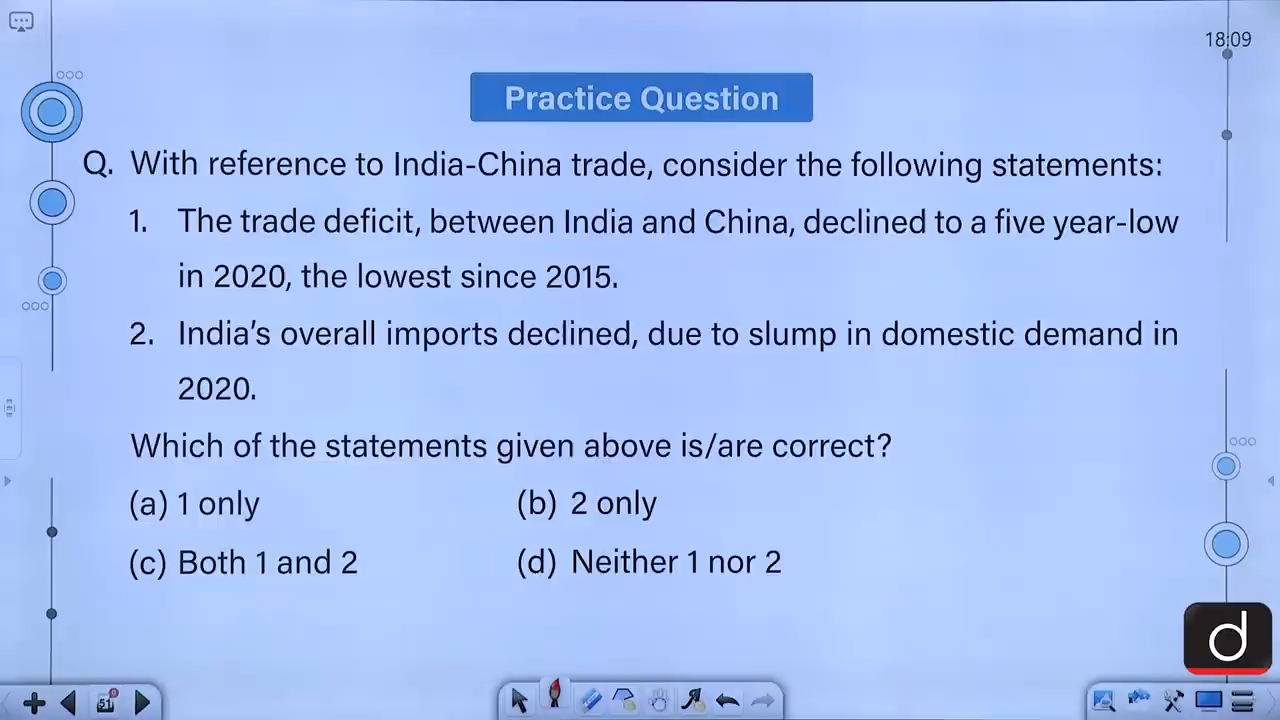 18:09
Practice Question
Q. With reference to India-China trade, consider the following statements:
1. The trade deficit, between India and China, declined to a five year-low
in 2020, the lowest since 2015.
2. India's overall imports declined, due to slump in domestic demand in
2020.
Which of the statements given above is/are correct?
(a) 1 only (b) 2 only
(c) Both 1 and 2 (d) Neither 1 nor 2
d
51